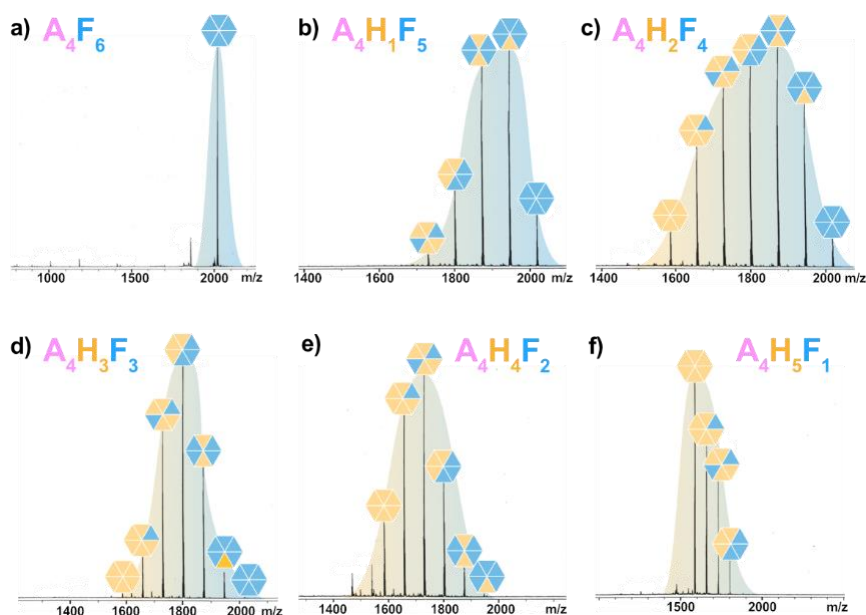 a) A₄F₆
1000 1500 2000 m/z
b) A₄H₁F₅
1400 1600 1800 2000 m/z
c) A₄H₂F₄
1400 1600 1800 2000 m/z
d) A₄H₃F₃
1400 1600 1800 2000 m/z
e) A₄H₄F₂
1400 1600 1800 2000 m/z
f) A₄H₅F₁
1500 2000 m/z